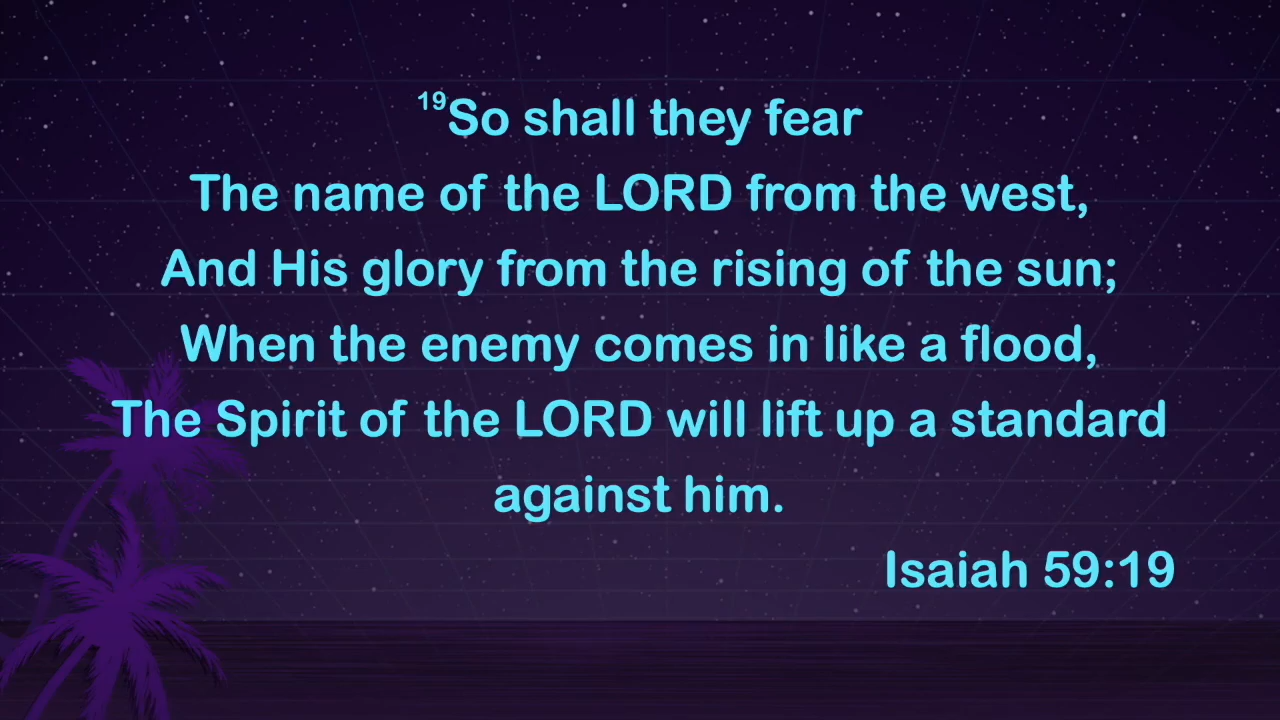 19So shall they fear
The name of the LORD from the west,
And His glory from the rising of the sun;
When the enemy comes in like a flood,
The Spirit of the LORD will lift up a standard
against him.
Isaiah 59:19